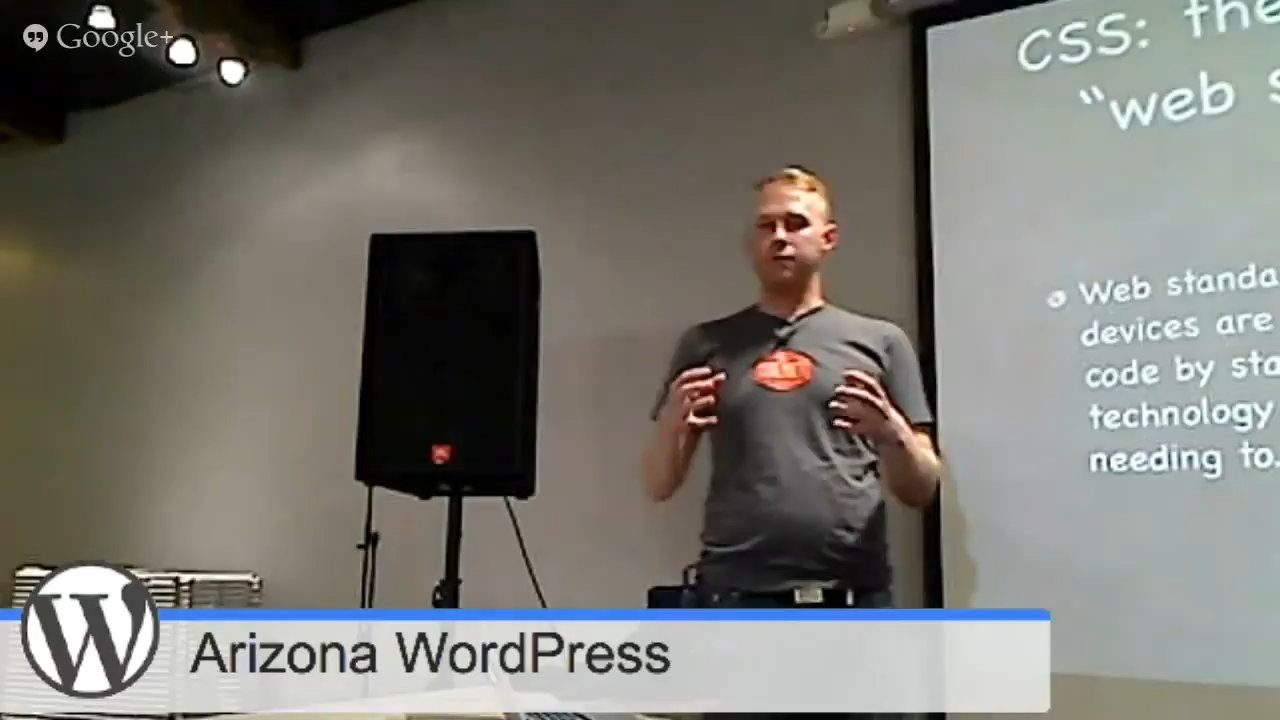 Google+
CSS: the
"web s
Web standa
devices are
code by sta
technology
needing to.
Arizona WordPress